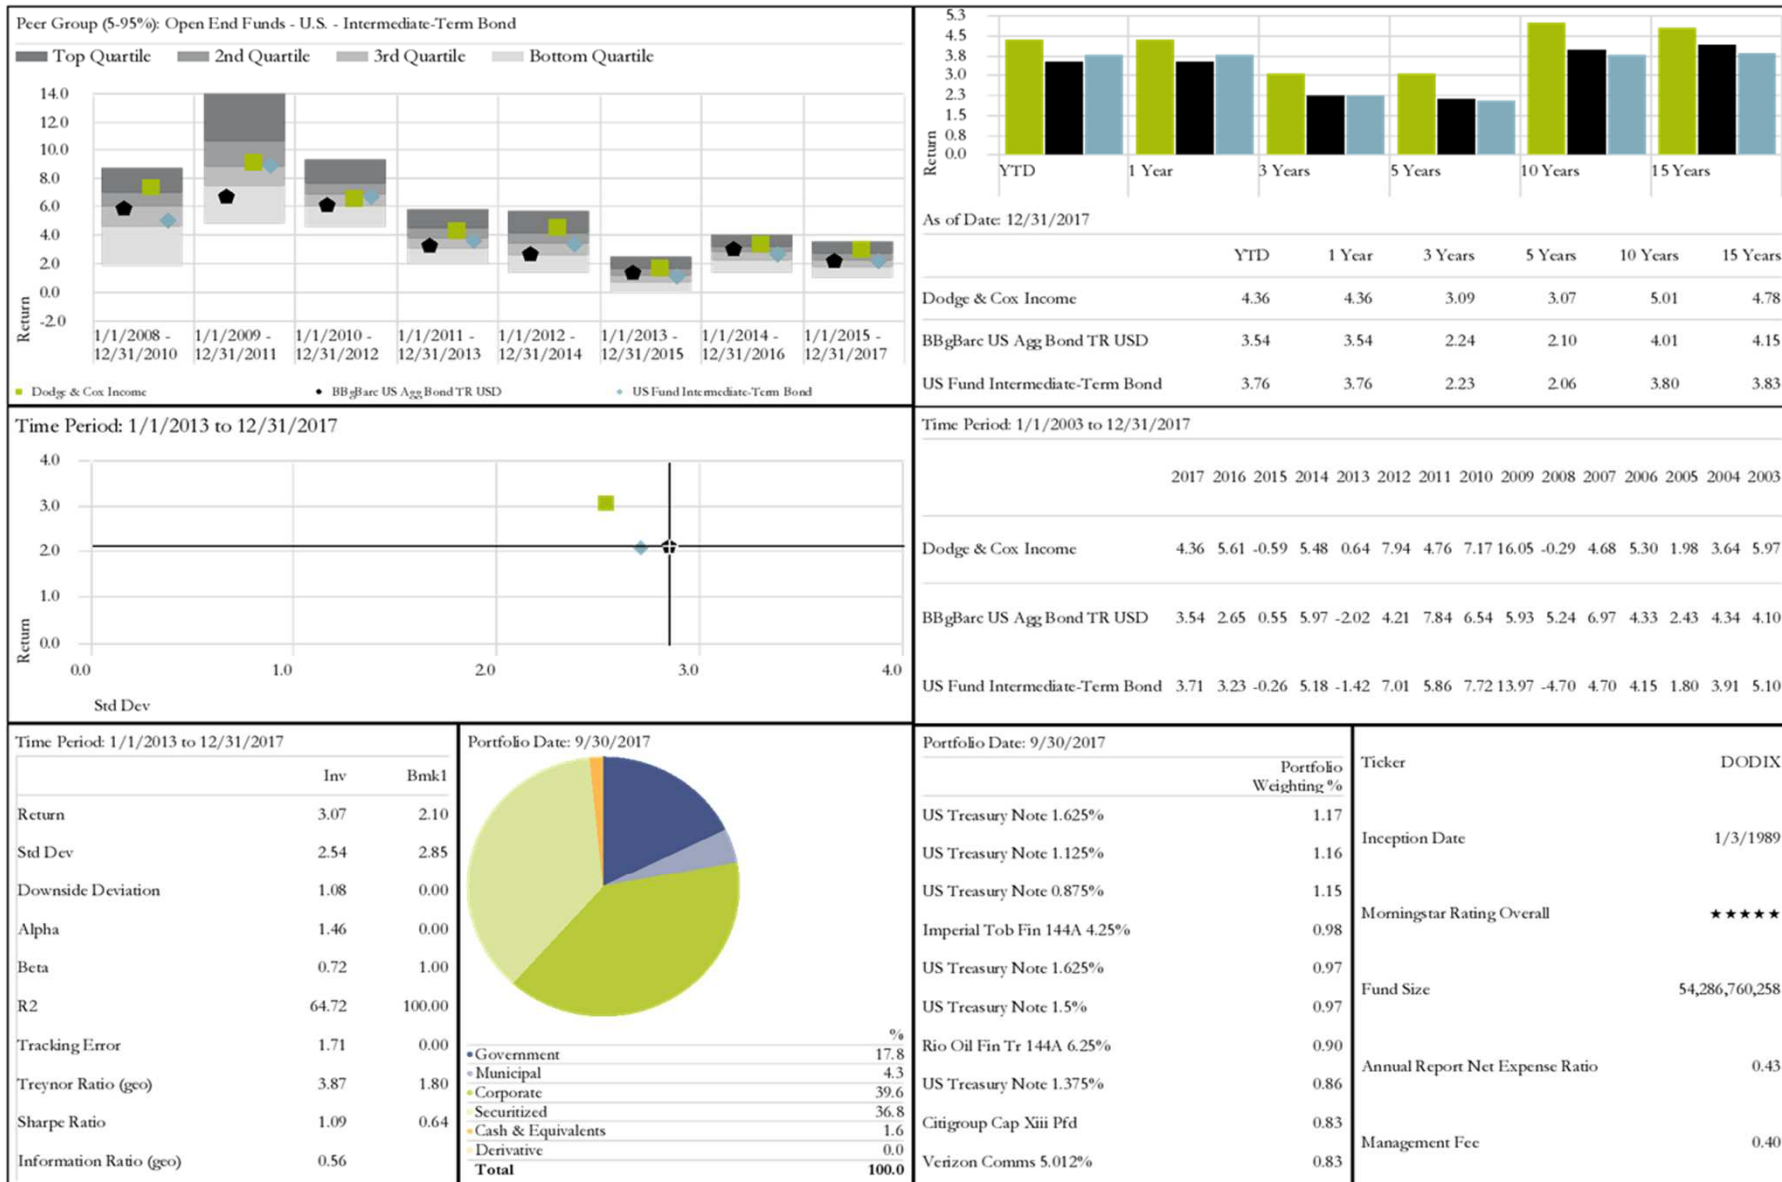 Peer Group (5-95%): Open End Funds - U.S. - Intermediate-Term Bond
Top Quartile 2nd Quartile 3rd Quartile Bottom Quartile
14.0
12.0
10.0
8.0
6.0
4.0
2.0
0.0
-2.0
Return
1/1/2008 - 1/1/2009 - 1/1/2010 - 1/1/2011 - 1/1/2012 - 1/1/2013 - 1/1/2014 - 1/1/2015 -
12/31/2010 12/31/2011 12/31/2012 12/31/2013 12/31/2014 12/31/2015 12/31/2016 12/31/2017
Dodge & Cox Income BBgBarc US Agg Bond TR USD US Fund Intermediate-Term Bond
5.3
4.5
3.8
3.0
2.3
1.5
0.8
0.0
Return
YTD 1 Year 3 Years 5 Years 10 Years 15 Years
As of Date: 12/31/2017
YTD 1 Year 3 Years 5 Years 10 Years 15 Years
Dodge & Cox Income 4.36 4.36 3.09 3.07 5.01 4.78
BBgBarc US Agg Bond TR USD 3.54 3.54 2.24 2.10 4.01 4.15
US Fund Intermediate-Term Bond 3.76 3.76 2.23 2.06 3.80 3.83
Time Period: 1/1/2013 to 12/31/2017
4.0
3.0
2.0
1.0
0.0
Return
0.0 1.0 2.0 3.0 4.0
Std Dev
Time Period: 1/1/2003 to 12/31/2017
2017 2016 2015 2014 2013 2012 2011 2010 2009 2008 2007 2006 2005 2004 2003
Dodge & Cox Income 4.36 5.61 -0.59 5.48 0.64 7.94 4.76 7.17 16.05 -0.29 4.68 5.30 1.98 3.64 5.97
BBgBarc US Agg Bond TR USD 3.54 2.65 0.55 5.97 -2.02 4.21 7.84 6.54 5.93 5.24 6.97 4.33 2.43 4.34 4.10
US Fund Intermediate-Term Bond 3.71 3.23 -0.26 5.18 -1.42 7.01 5.86 7.72 13.97 -4.70 4.70 4.15 1.80 3.91 5.10
Time Period: 1/1/2013 to 12/31/2017
Inv Bmk1
Return 3.07 2.10
Std Dev 2.54 2.85
Downside Deviation 1.08 0.00
Alpha 1.46 0.00
Beta 0.72 1.00
R2 64.72 100.00
Tracking Error 1.71 0.00
Treynor Ratio (geo) 3.87 1.80
Sharpe Ratio 1.09 0.64
Information Ratio (geo) 0.56
Portfolio Date: 9/30/2017
%
Government 17.8
Municipal 4.3
Corporate 39.6
Securitized 36.8
Cash & Equivalents 1.6
Derivative 0.0
Total 100.0
Portfolio Date: 9/30/2017
Portfolio
Weighting %
US Treasury Note 1.625% 1.17
US Treasury Note 1.125% 1.16
US Treasury Note 0.875% 1.15
Imperial Tob Fin 144A 4.25% 0.98
US Treasury Note 1.625% 0.97
US Treasury Note 1.5% 0.97
Rio Oil Fin Tr 144A 6.25% 0.90
US Treasury Note 1.375% 0.86
Citigroup Cap Xiii Pfd 0.83
Verizon Comms 5.012% 0.83
Ticker DODIX
Inception Date 1/3/1989
Morningstar Rating Overall ★★★★★
Fund Size 54,286,760,258
Annual Report Net Expense Ratio 0.43
Management Fee 0.40